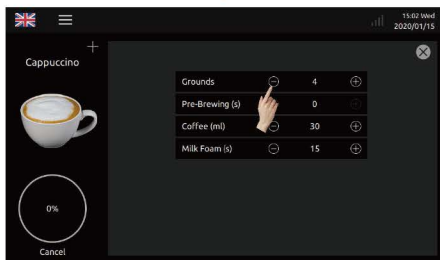 15:02 Wed
2020/01/15
Cappuccino
Grounds 4
Pre-Brewing (s) 0
Coffee (ml) 30
Milk Foam (s) 15
0%
Cancel